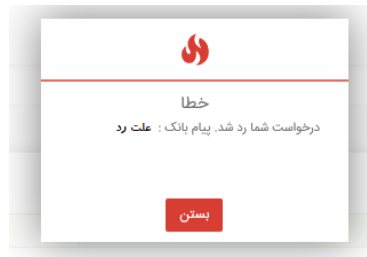 خطا
درخواست شما رد شد. پیام بانک : علت رد
بستن